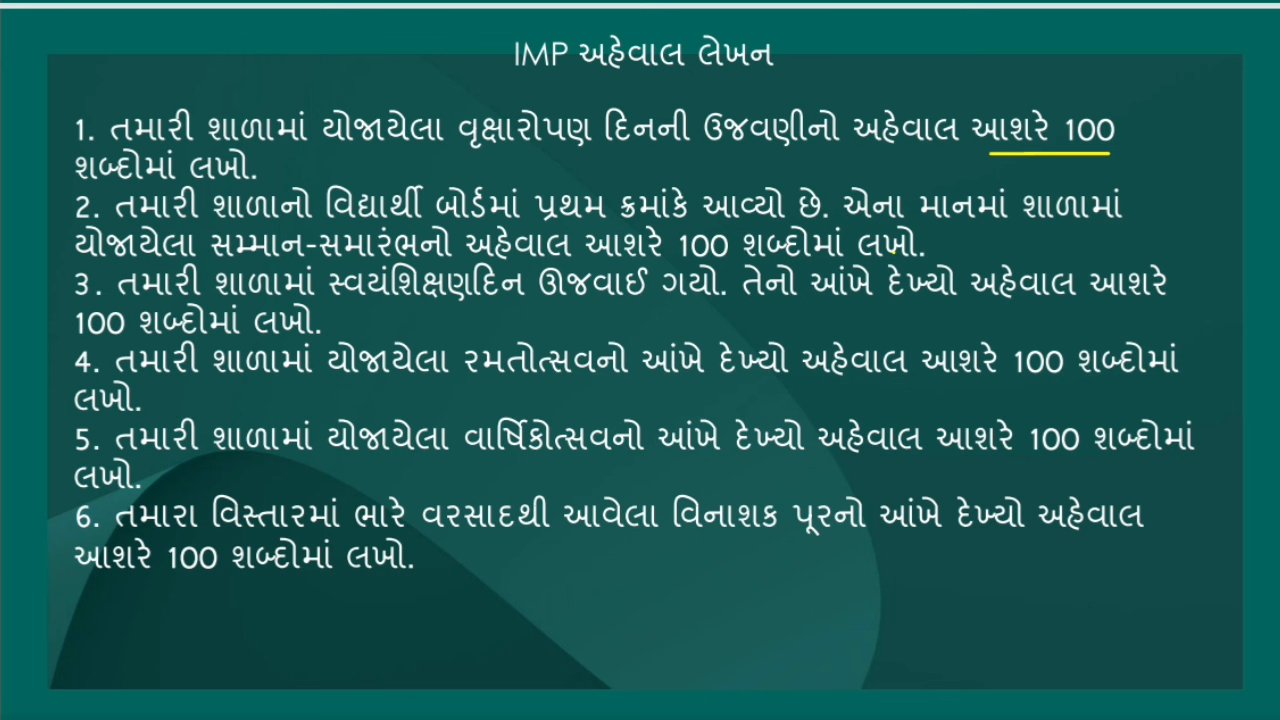 IMP અહેવાલ લેખન
1. તમારી શાળામાં યોજાયેલા વૃક્ષારોપણ દિનની ઉજવણીનો અહેવાલ આશરે 100
શબ્દોમાં લખો.
2. તમારી શાળાનો વિદ્યાર્થી બોર્ડમાં પ્રથમ ક્રમાંકે આવ્યો છે. એના માનમાં શાળામાં
યોજાયેલા સમ્માન-સમારંભનો અહેવાલ આશરે 100 શબ્દોમાં લખો.
3. તમારી શાળામાં સ્વયંશિક્ષણદિન ઊજવાઈ ગયો. તેનો આંખે દેખ્યો અહેવાલ આશરે
100 શબ્દોમાં લખો.
4. તમારી શાળામાં યોજાયેલા રમતોત્સવનો આંખે દેખ્યો અહેવાલ આશરે 100 શબ્દોમાં
લખો.
5. તમારી શાળામાં યોજાયેલા વાર્ષિકોત્સવનો આંખે દેખ્યો અહેવાલ આશરે 100 શબ્દોમાં
લખો.
6. તમારા વિસ્તારમાં ભારે વરસાદથી આવેલા વિનાશક પૂરનો આંખે દેખ્યો અહેવાલ
આશરે 100 શબ્દોમાં લખો.